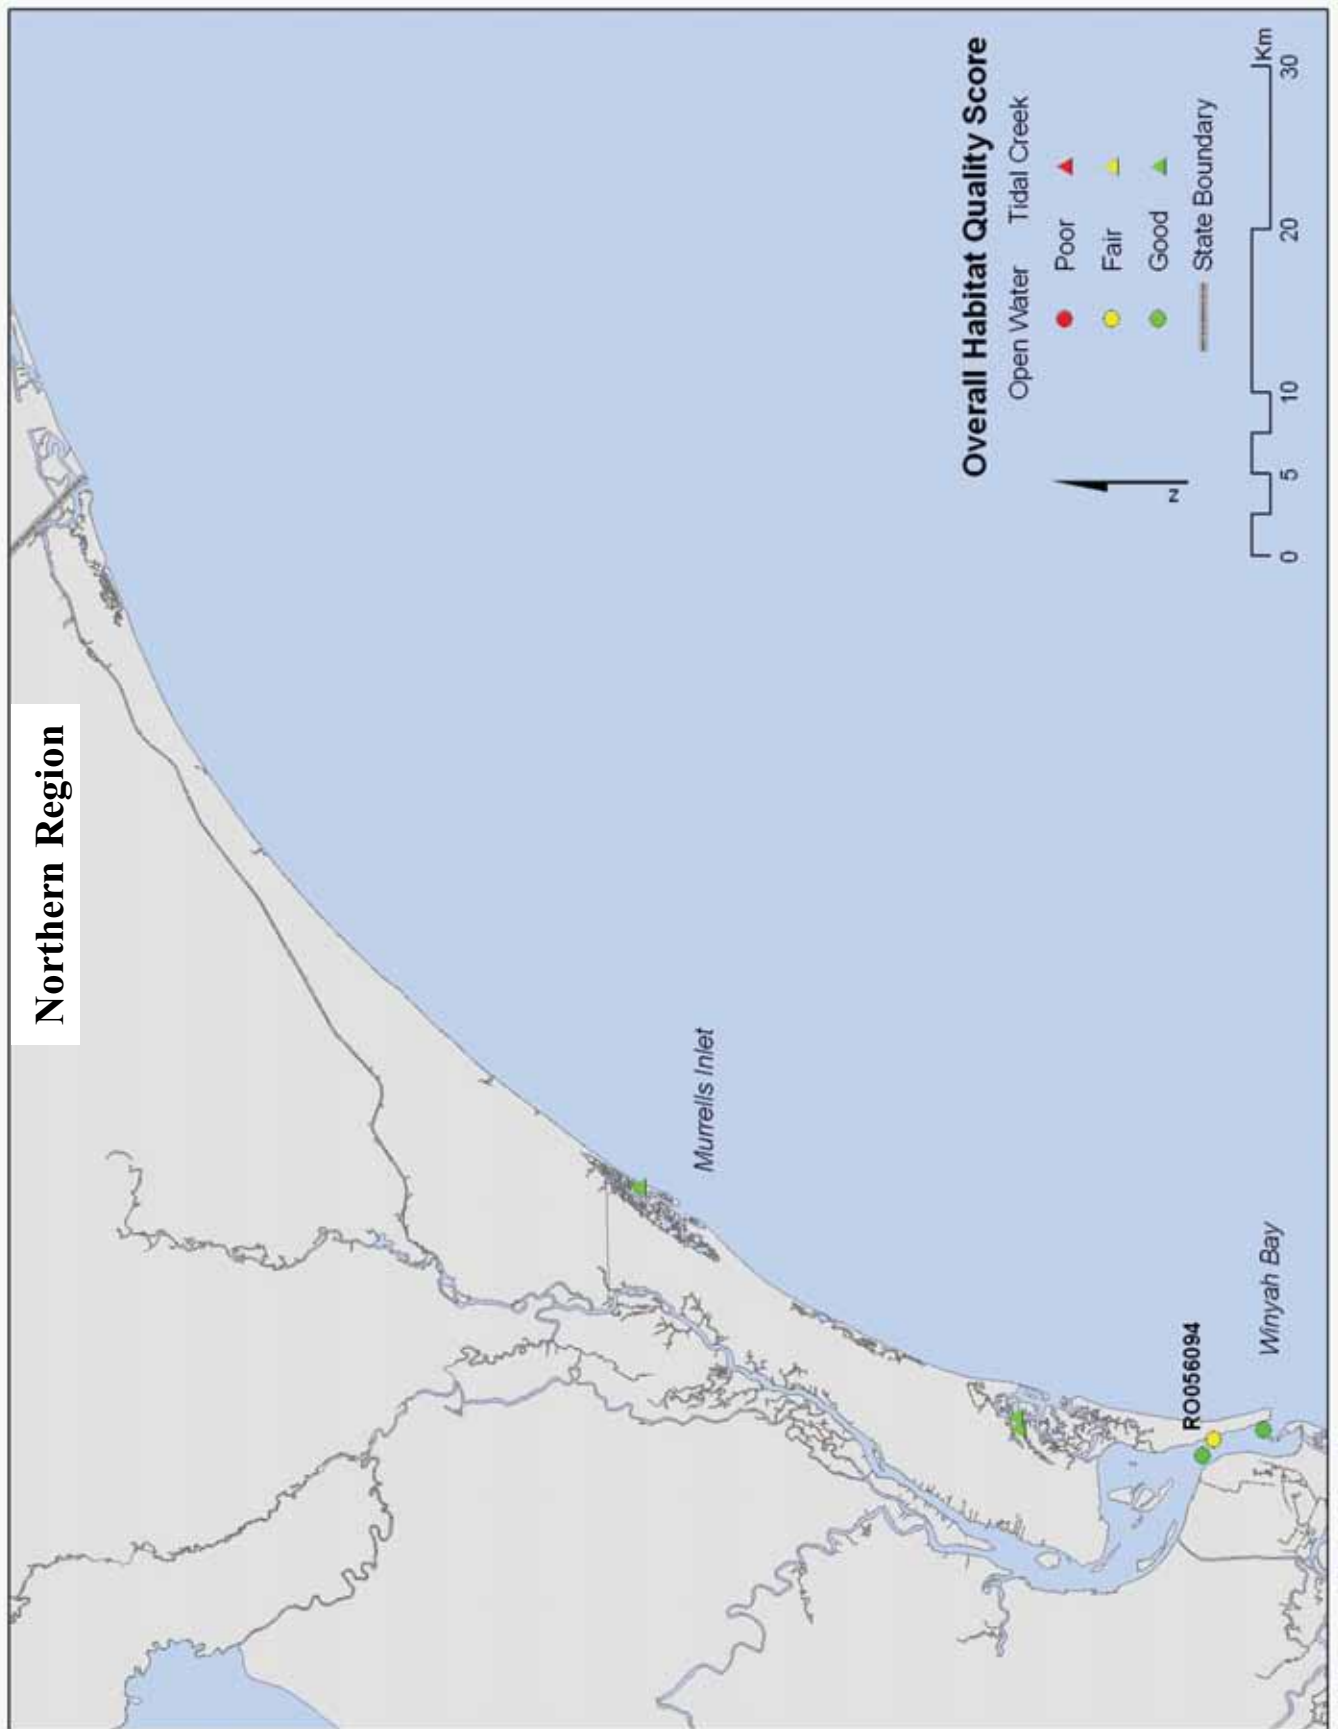 Northern Region
Murrells Inlet
RO056094
Winyah Bay
Overall Habitat Quality Score
Open Water Tidal Creek
Poor
Fair
Good
State Boundary
N
0 5 10 20 30 Km